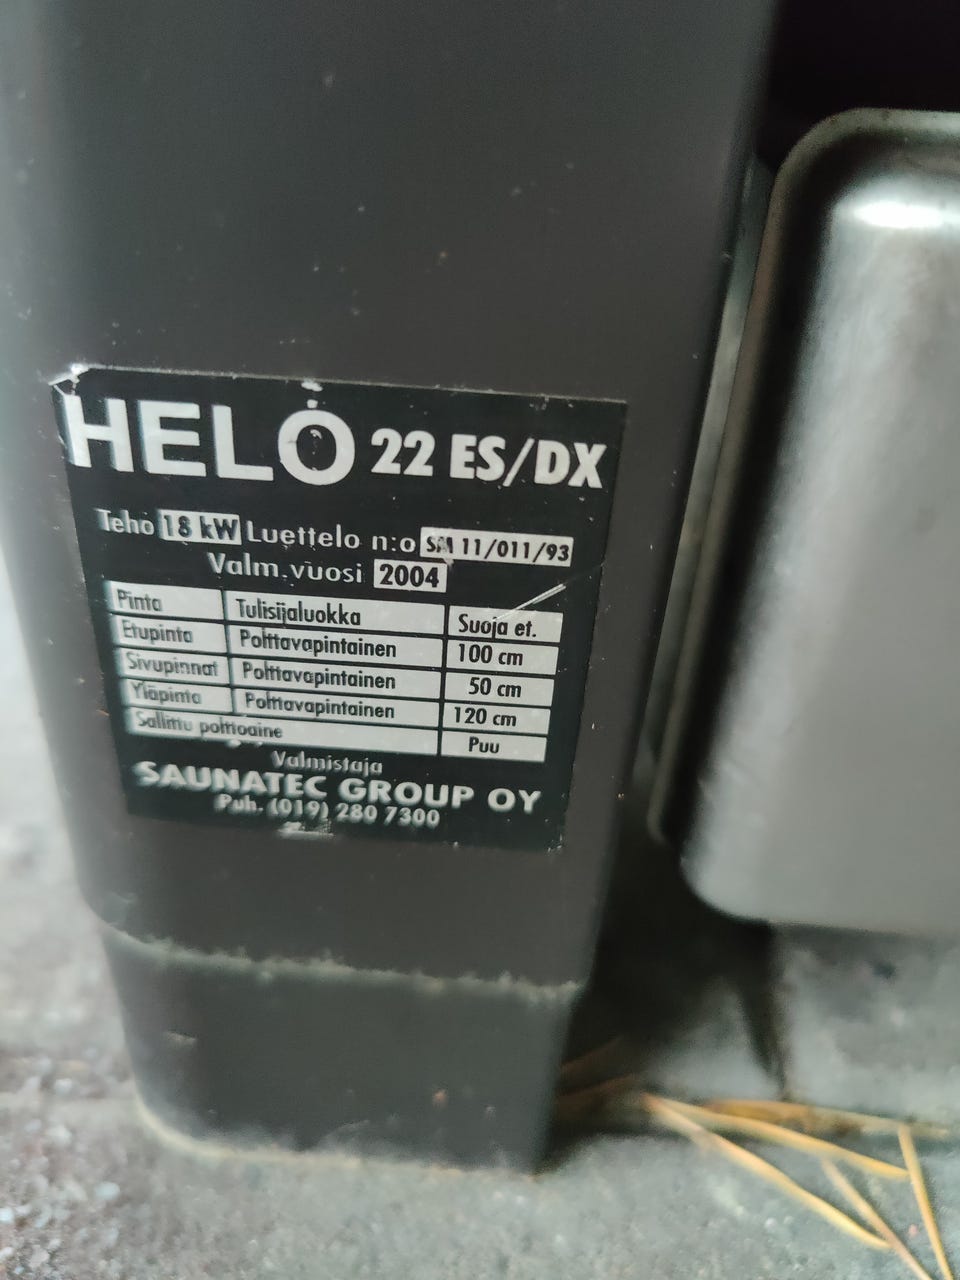 HELO 22 ES/DX
Teho 18 kW Luettelo n:o SM 11/011/93
Valm.vuosi 2004
Pinta Tulisijaluokka Suoja et.
Etupinta Polttavapintainen 100 cm
Sivupinnat Polttavapintainen 50 cm
Yläpinta Polttavapintainen 120 cm
Sallittu polttoaine Puu
Valmistaja
SAUNATEC GROUP OY
Puh. (019) 280 7300